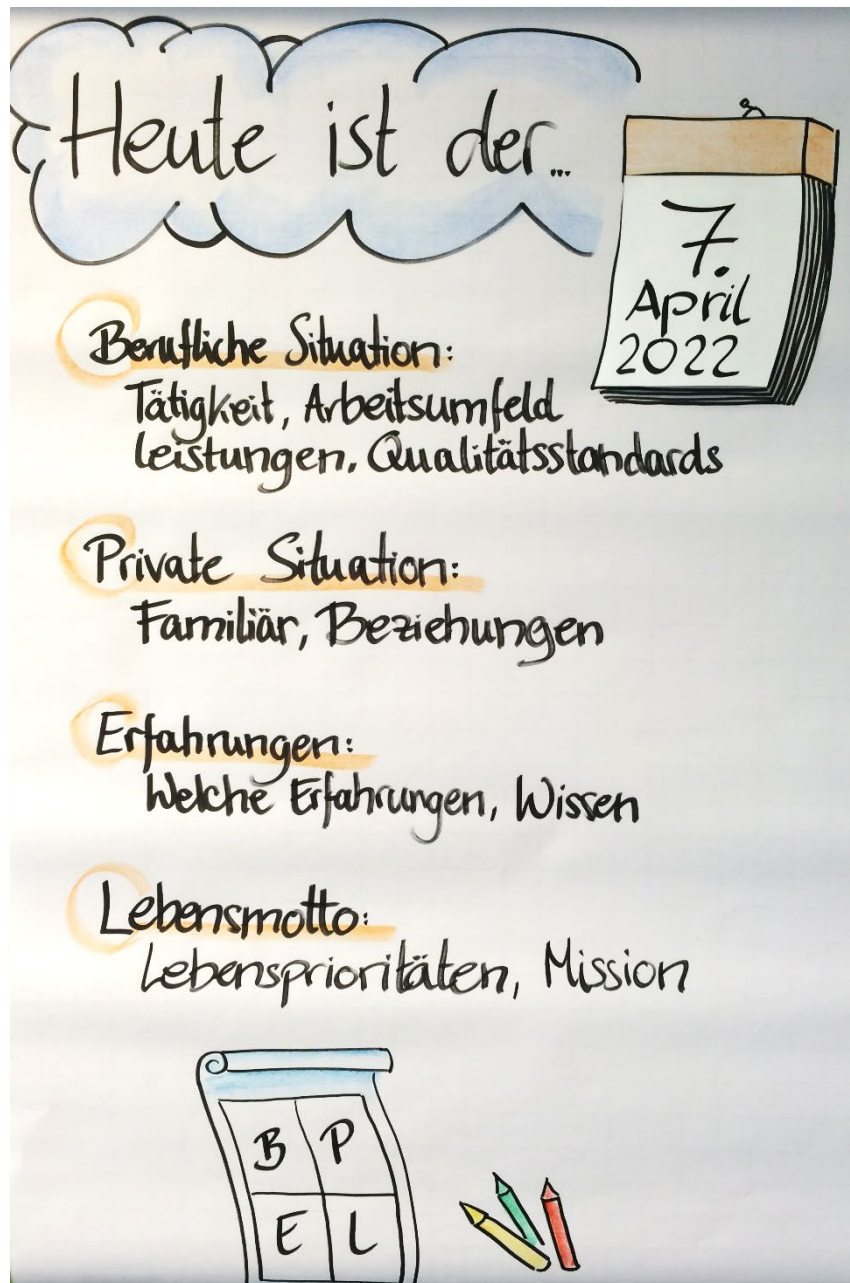 Heute ist der...
7.
April
2022
Berufliche Situation:
Tätigkeit, Arbeitsumfeld
Leistungen, Qualitätsstandards
Private Situation:
Familiär, Beziehungen
Erfahrungen:
Welche Erfahrungen, Wissen
Lebensmotto:
Lebensprioritäten, Mission
B P
E L